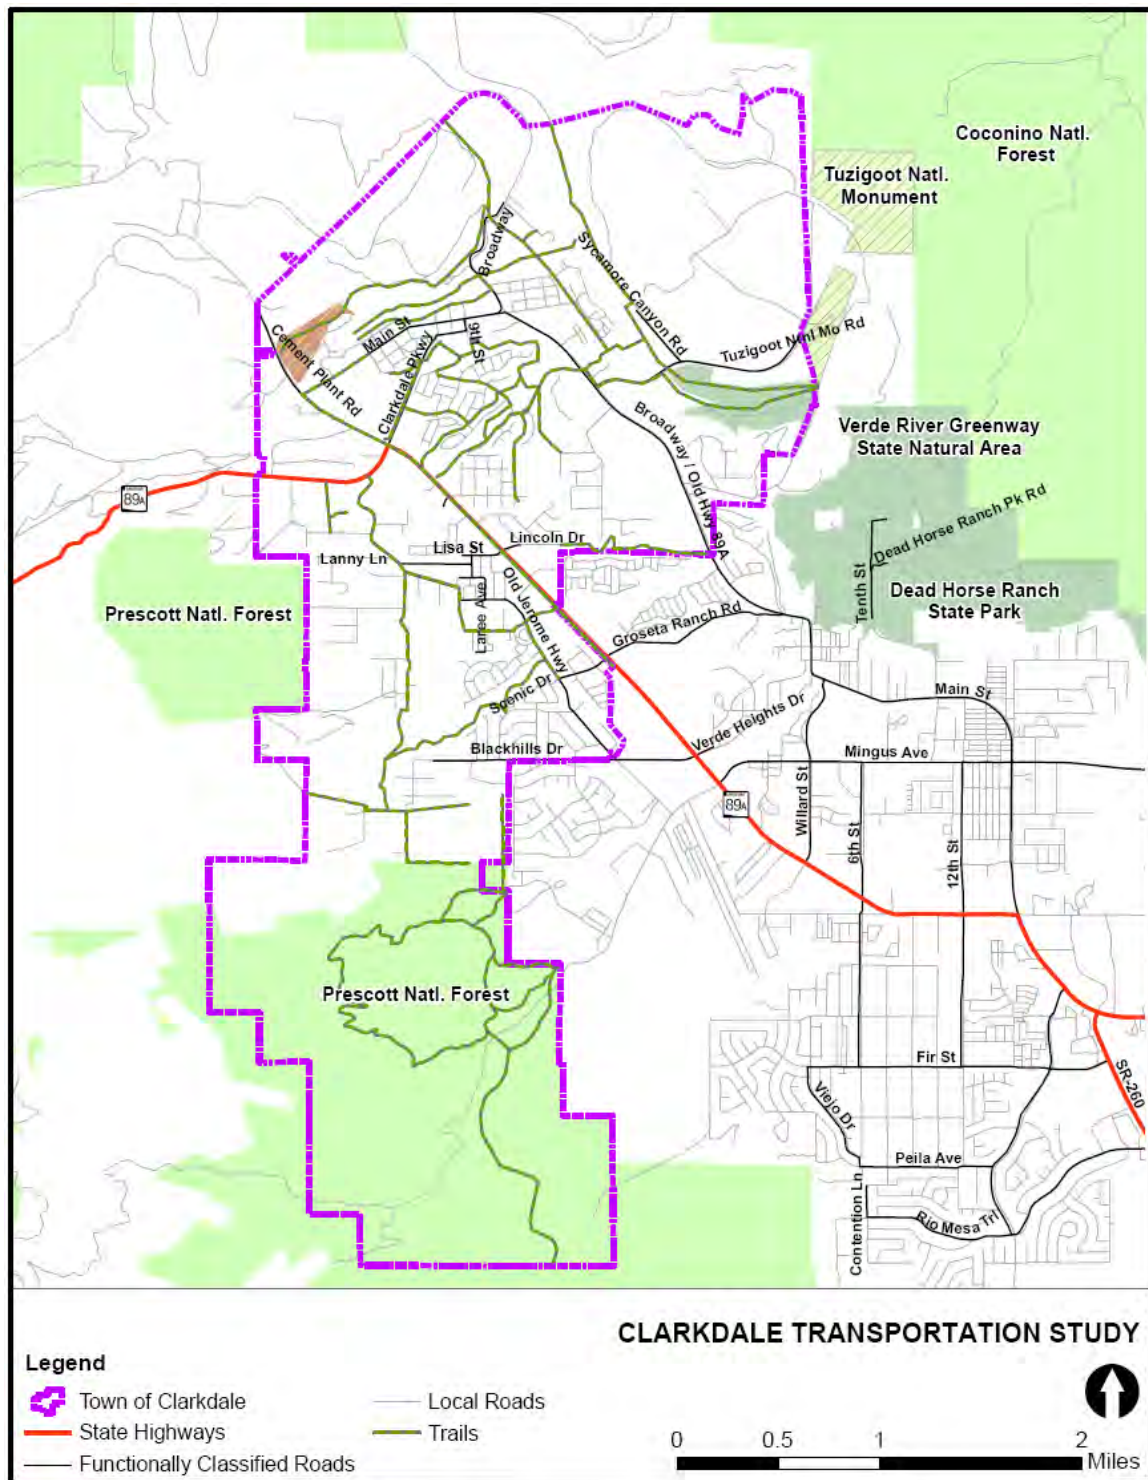 Coconino Natl.
Forest
Tuzigoot Natl.
Monument
Broadway
Sycamore Canyon Rd
Tuzigoot Ntnl Mo Rd
Main St
9th St
Cement Plant Rd
Clarkdale Pkwy
Broadway / Old Hwy 89A
Verde River Greenway
State Natural Area
89A
Dead Horse Ranch Pk Rd
Tenth St
Dead Horse Ranch
State Park
Lincoln Dr
Lisa St
Lanny Ln
Old Jerome Hwy
Laree Ave
Prescott Natl. Forest
Groseta Ranch Rd
Scenic Dr
Main St
Verde Heights Dr
Blackhills Dr
Mingus Ave
89A
Willard St
6th St
12th St
Prescott Natl. Forest
Fir St
SR-260
Viejo Dr
Peila Ave
Contention Ln
Rio Mesa Trl
CLARKDALE TRANSPORTATION STUDY
Legend
Town of Clarkdale
State Highways
Functionally Classified Roads
Local Roads
Trails
0 0.5 1 2
Miles